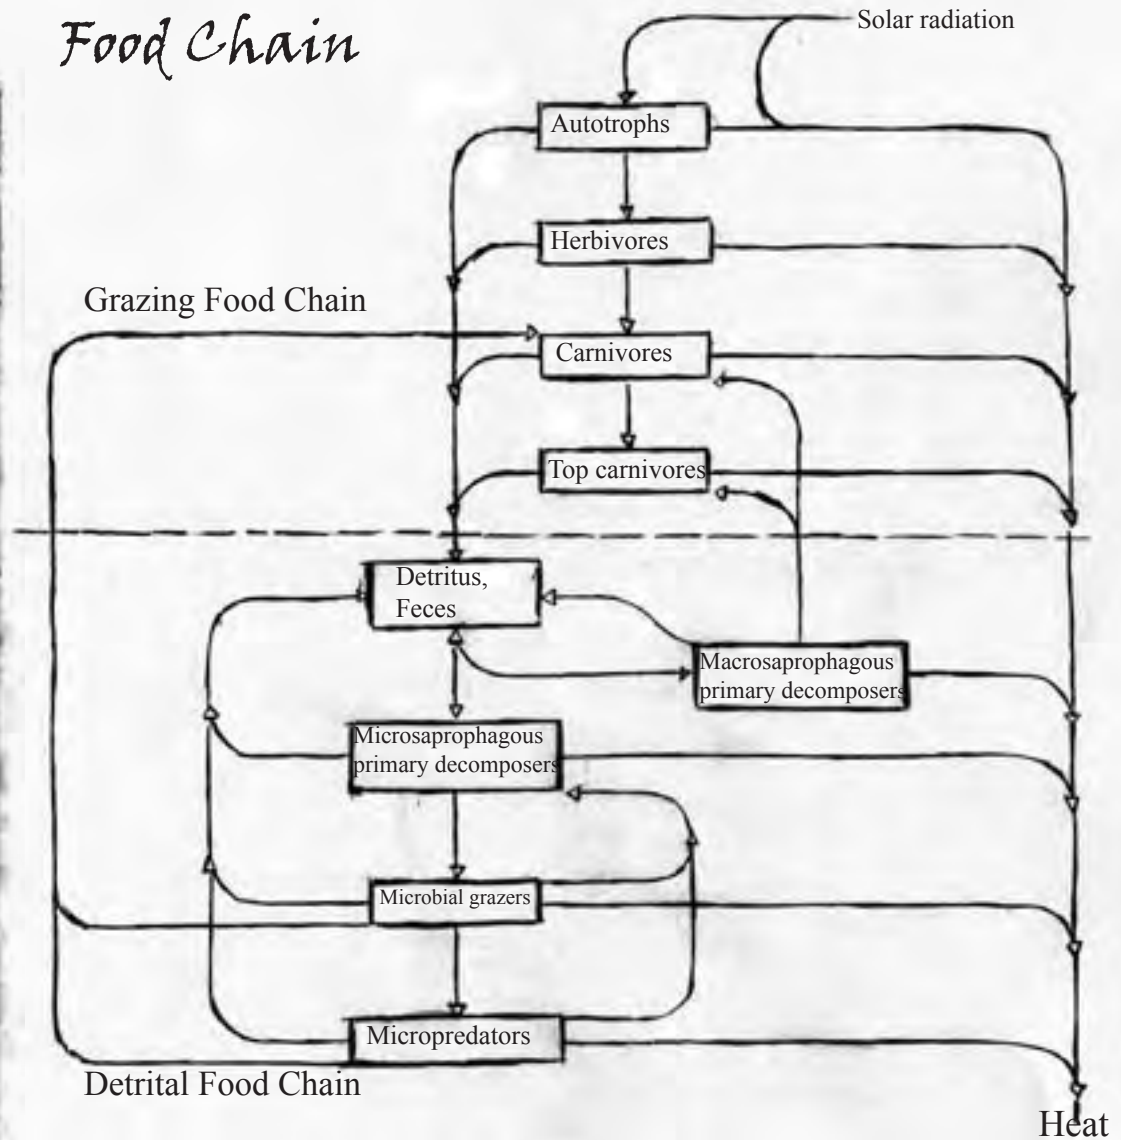 Food Chain
Solar radiation
Autotrophs
Herbivores
Grazing Food Chain
Carnivores
Top carnivores
Detritus,
Feces
Macrosaprophagous
primary decomposers
Microsaprophagous
primary decomposers
Microbial grazers
Micropredators
Detrital Food Chain
Heat